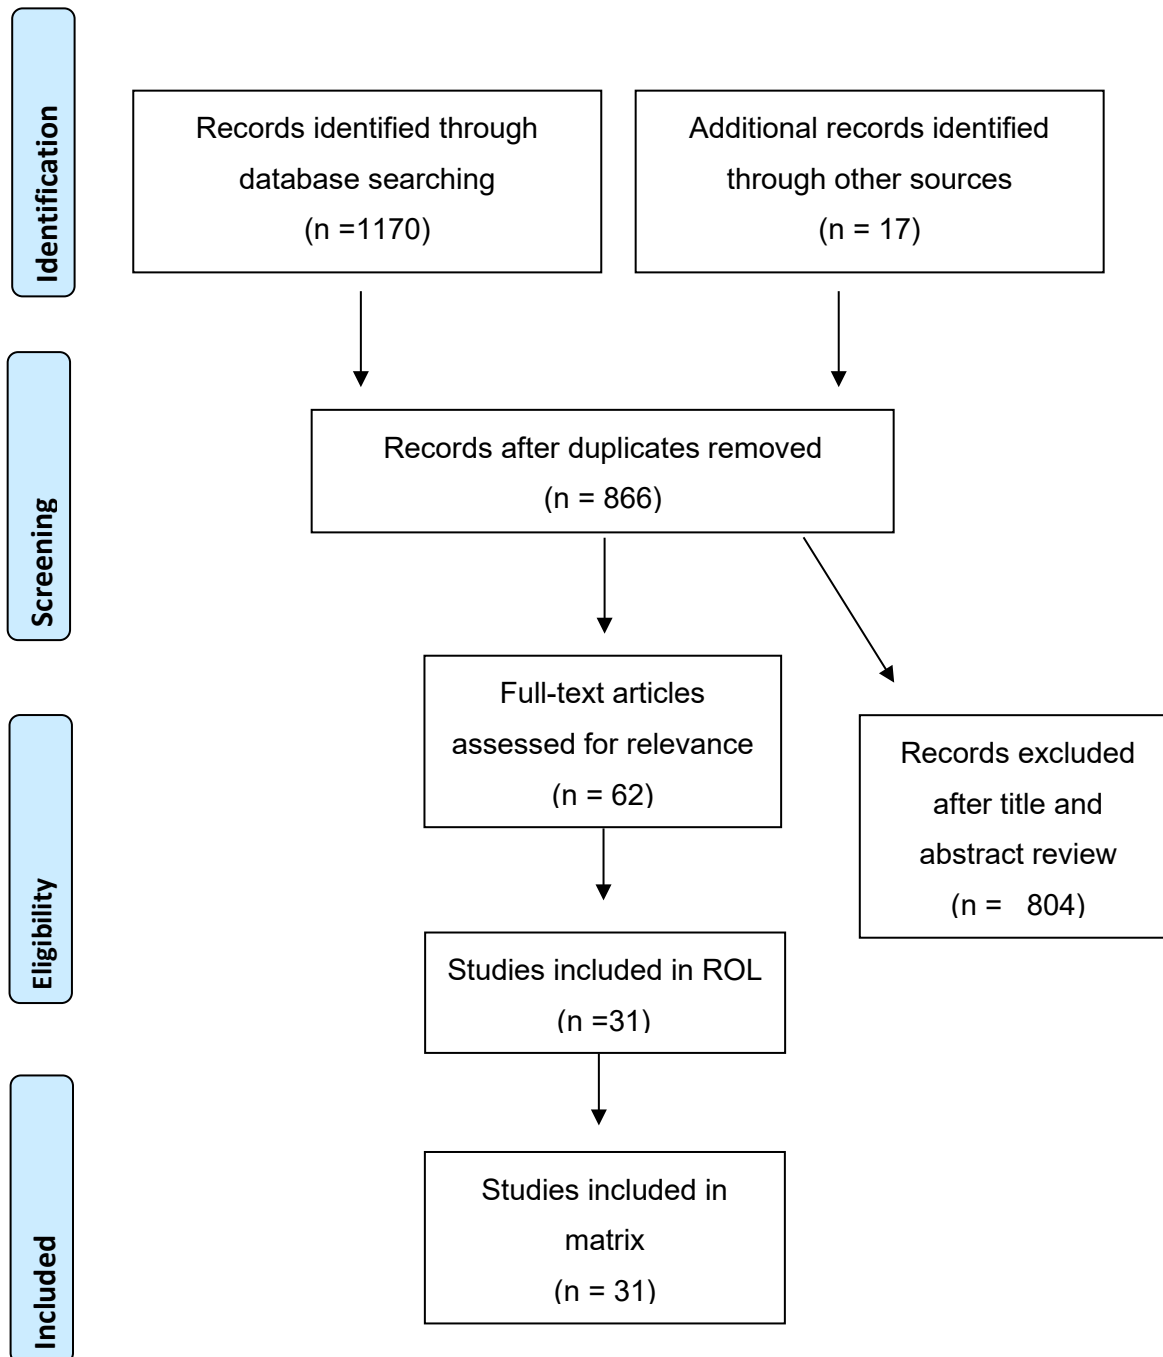 Identification
Records identified through
database searching
(n =1170)
Additional records identified
through other sources
(n = 17)
Screening
Records after duplicates removed
(n = 866)
Full-text articles
assessed for relevance
(n = 62)
Records excluded
after title and
abstract review
(n =   804)
Eligibility
Studies included in ROL
(n =31)
Included
Studies included in
matrix
(n = 31)